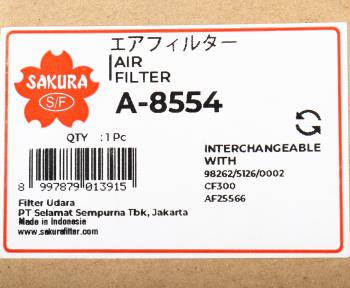 エアフィルター
AIR
FILTER
SAKURA
S/F
A-8554
QTY : 1 Pc
8 997879 013915
INTERCHANGEABLE
WITH
98262/5126/0002
CF300
AF25566
Filter Udara
PT Selamat Sempurna Tbk, Jakarta
Made in Indonesia
www.sakurafilter.com